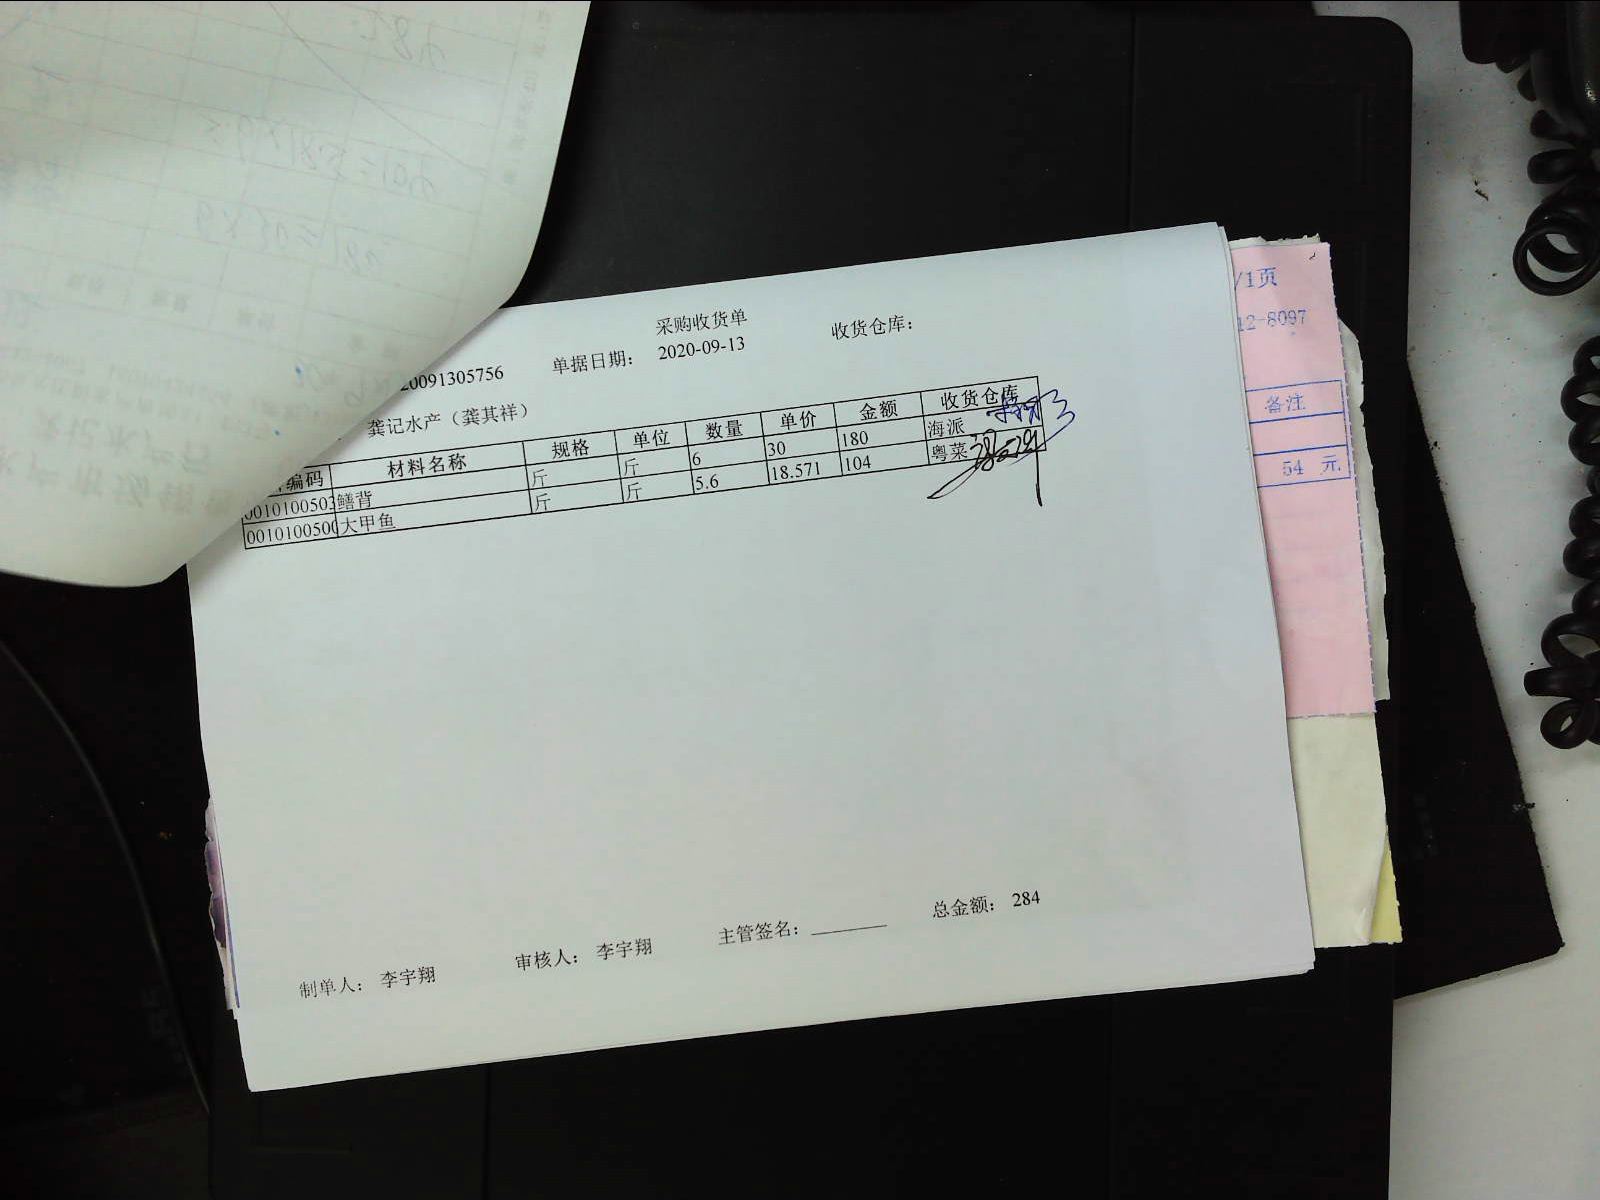 采购收货单
20091305756 单据日期： 2020-09-13 收货仓库：
龚记水产（龚其祥）
编码 材料名称 规格 单位 数量 单价 金额 收货仓库
0010100503 鳝背 斤 斤 6 30 180 海派
001010050 大甲鱼 斤 斤 5.6 18.571 104 粤菜
制单人： 李宇翔 审核人： 李宇翔 主管签名： 总金额： 284
/1页
12-8097
备注
54 元